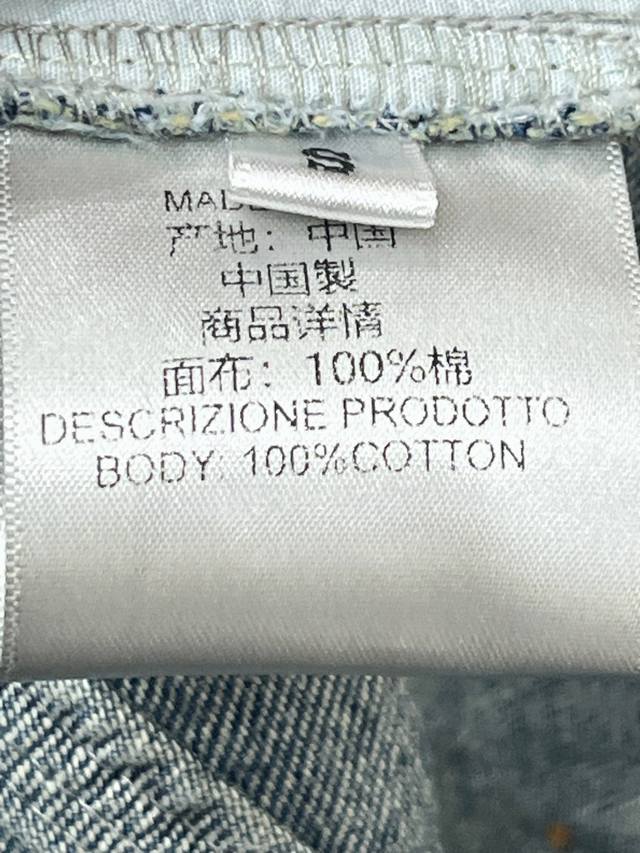 S
MADE
产地：中国
中国製
商品详情
面布：100%棉
DESCRIZIONE PRODOTTO
BODY: 100%COTTON